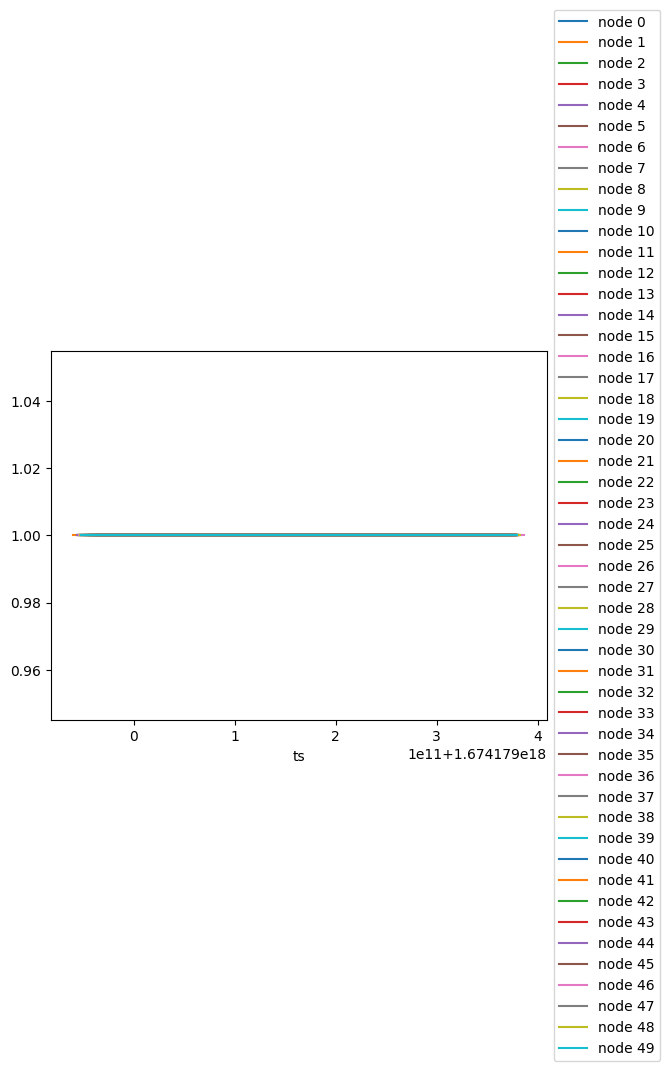 node 0
node 1
node 2
node 3
node 4
node 5
node 6
node 7
node 8
node 9
node 10
node 11
node 12
node 13
node 14
node 15
node 16
node 17
node 18
node 19
node 20
node 21
node 22
node 23
node 24
node 25
node 26
node 27
node 28
node 29
node 30
node 31
node 32
node 33
node 34
node 35
node 36
node 37
node 38
node 39
node 40
node 41
node 42
node 43
node 44
node 45
node 46
node 47
node 48
node 49
1.04
1.02
1.00
0.98
0.96
0 1 2 3 4
ts
1e11+1.674179e18